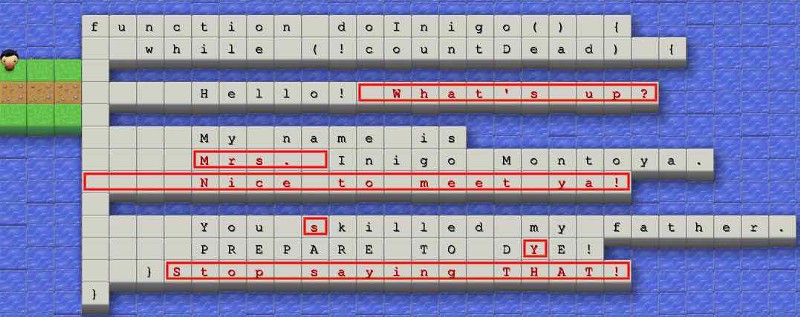 function doInigo() {
while (!countDead) {
Hello! What's up?
My name is
Mrs. Inigo Montoya.
Nice to meet ya!
You skilled my father.
PREPARE TO DYE!
} Stop saying THAT!
}